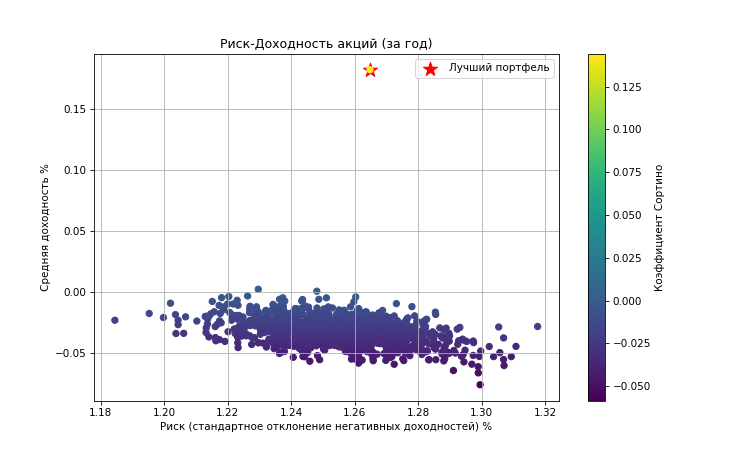 Риск-Доходность акций (за год)
Лучший портфель
Средняя доходность %
0.15
0.10
0.05
0.00
−0.05
1.18 1.20 1.22 1.24 1.26 1.28 1.30 1.32
Риск (стандартное отклонение негативных доходностей) %
0.125
0.100
0.075
0.050
0.025
0.000
−0.025
−0.050
Коэффициент Сортино